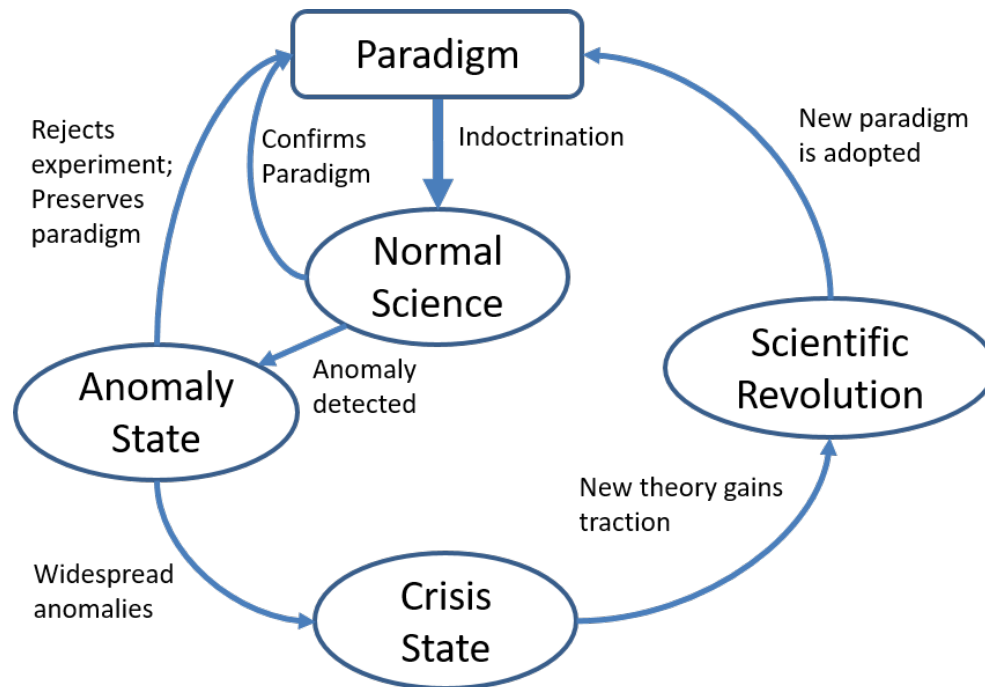 Paradigm
Rejects
experiment;
Preserves
paradigm
Confirms
Paradigm
Indoctrination
New paradigm
is adopted
Normal
Science
Scientific
Revolution
Anomaly
State
Anomaly
detected
New theory gains
traction
Widespread
anomalies
Crisis
State